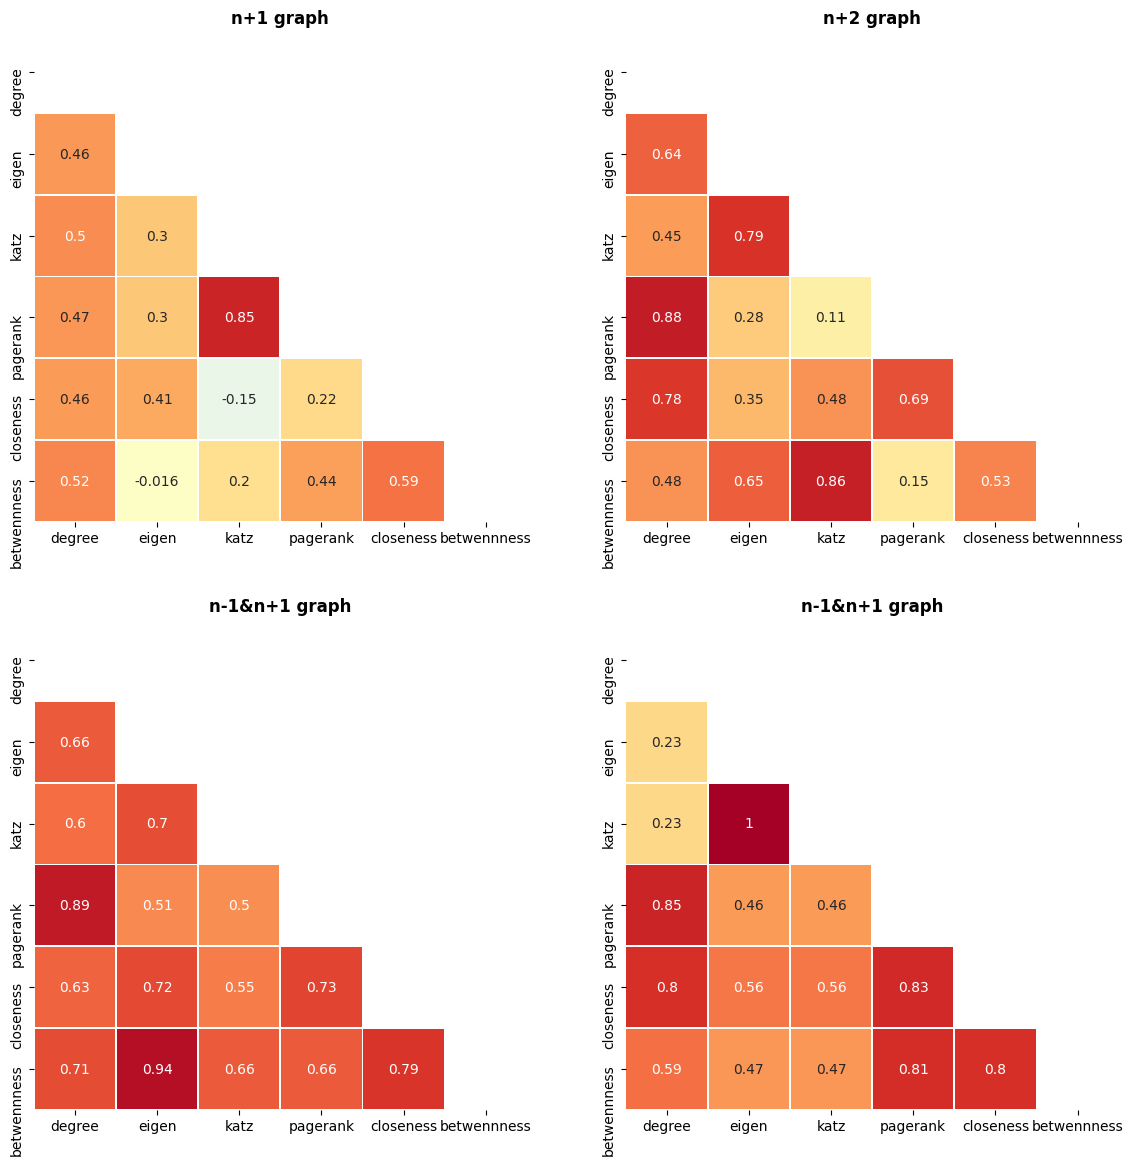 n+1 graph
degree
eigen
0.46
katz
0.5 0.3
pagerank
0.47 0.3 0.85
closeness
0.46 0.41 -0.15 0.22
betwennness
0.52 -0.016 0.2 0.44 0.59
degree eigen katz pagerank closeness betwennness
n+2 graph
degree
eigen
0.64
katz
0.45 0.79
pagerank
0.88 0.28 0.11
closeness
0.78 0.35 0.48 0.69
betwennness
0.48 0.65 0.86 0.15 0.53
degree eigen katz pagerank closeness betwennness
n-1&n+1 graph
degree
eigen
0.66
katz
0.6 0.7
pagerank
0.89 0.51 0.5
closeness
0.63 0.72 0.55 0.73
betwennness
0.71 0.94 0.66 0.66 0.79
degree eigen katz pagerank closeness betwennness
n-1&n+1 graph
degree
eigen
0.23
katz
0.23 1
pagerank
0.85 0.46 0.46
closeness
0.8 0.56 0.56 0.83
betwennness
0.59 0.47 0.47 0.81 0.8
degree eigen katz pagerank closeness betwennness